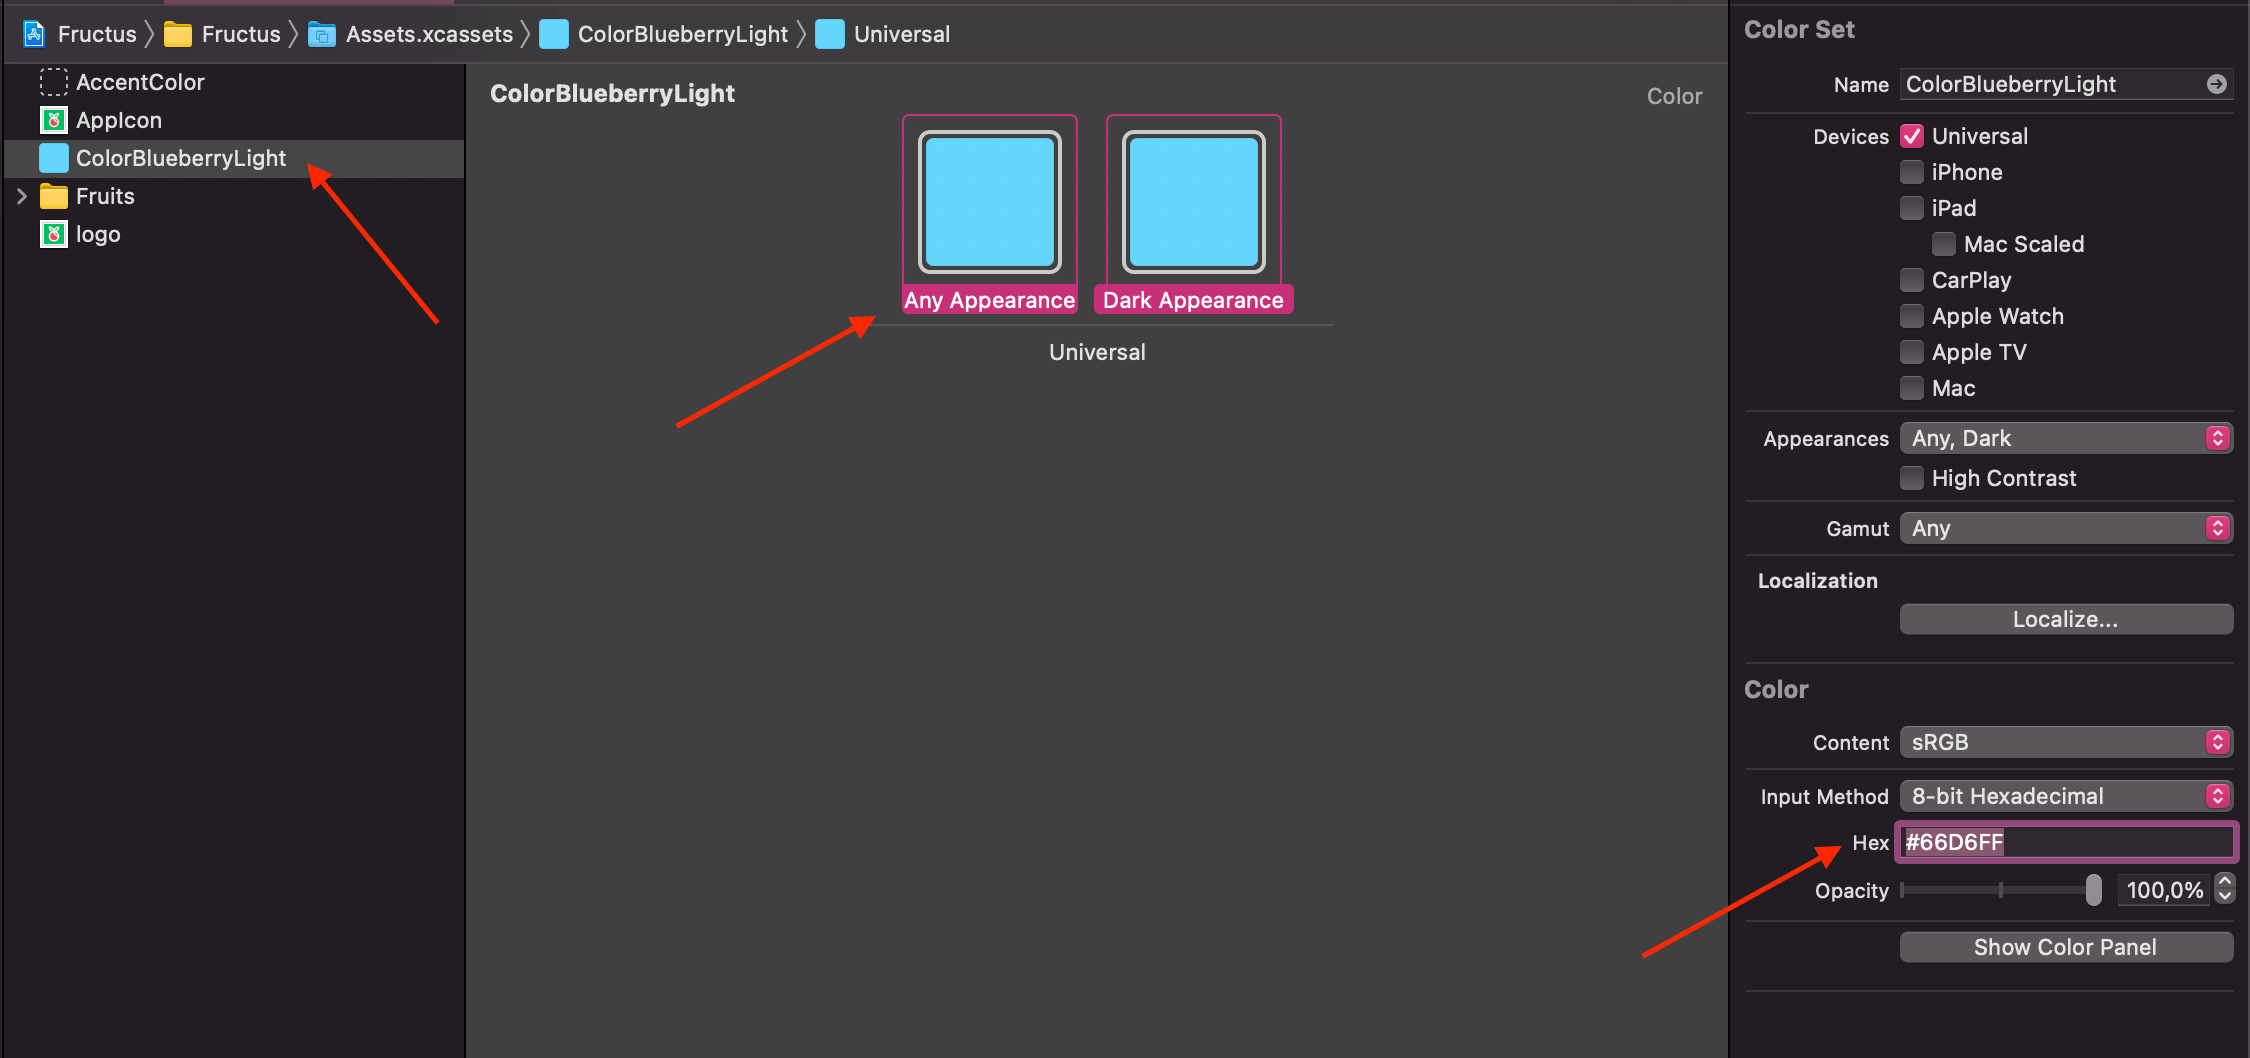 Fructus
Fructus
Assets.xcassets
ColorBlueberryLight
Universal
AccentColor
AppIcon
ColorBlueberryLight
Fruits
logo
ColorBlueberryLight
Color
Any Appearance
Dark Appearance
Universal
Color Set
Name ColorBlueberryLight
Devices Universal
iPhone
iPad
Mac Scaled
CarPlay
Apple Watch
Apple TV
Mac
Appearances Any, Dark
High Contrast
Gamut Any
Localization
Localize...
Color
Content sRGB
Input Method 8-bit Hexadecimal
Hex #66D6FF
Opacity 100,0%
Show Color Panel